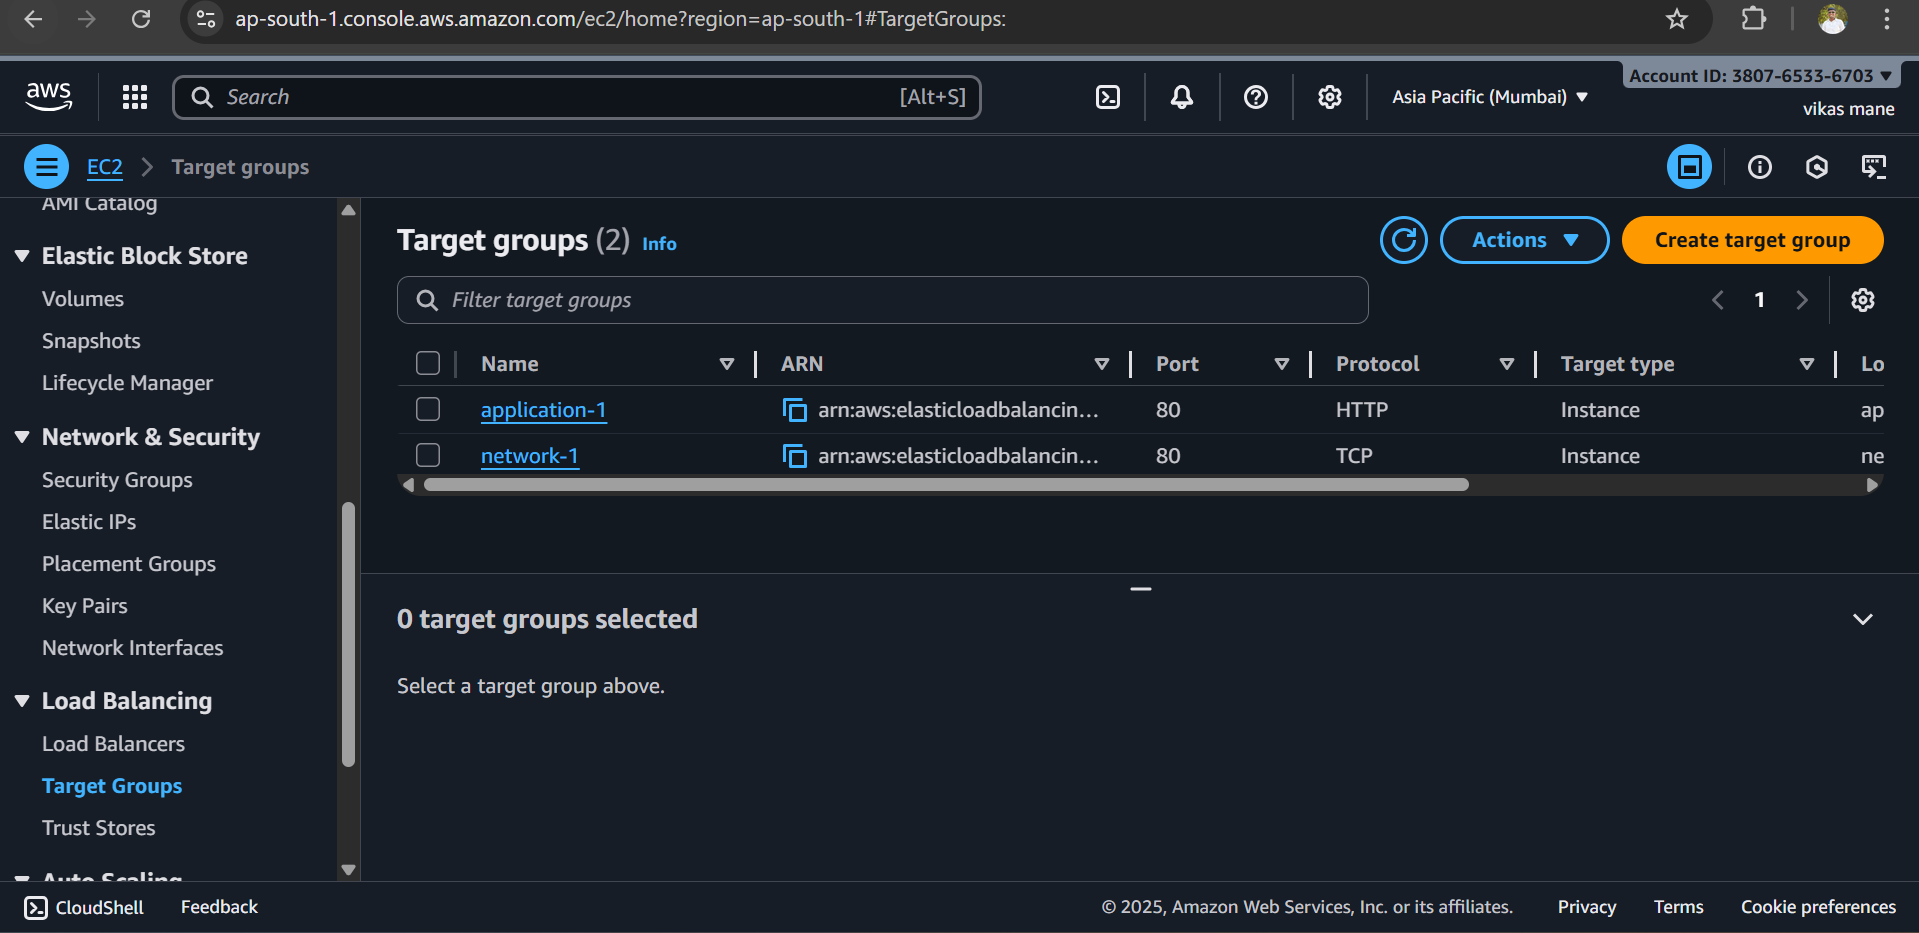 ap-south-1.console.aws.amazon.com/ec2/home?region=ap-south-1#TargetGroups:
aws
Search
[Alt+S]
Asia Pacific (Mumbai)
Account ID: 3807-6533-6703
vikas mane
EC2
Target groups
AMI Catalog
Elastic Block Store
Volumes
Snapshots
Lifecycle Manager
Network & Security
Security Groups
Elastic IPs
Placement Groups
Key Pairs
Network Interfaces
Load Balancing
Load Balancers
Target Groups
Trust Stores
Auto Scaling
Target groups (2) Info
Actions
Create target group
Filter target groups
1
Name ARN Port Protocol Target type Lo
application-1 arn:aws:elasticloadbalancin... 80 HTTP Instance ap
network-1 arn:aws:elasticloadbalancin... 80 TCP Instance ne
0 target groups selected
Select a target group above.
CloudShell Feedback © 2025, Amazon Web Services, Inc. or its affiliates. Privacy Terms Cookie preferences